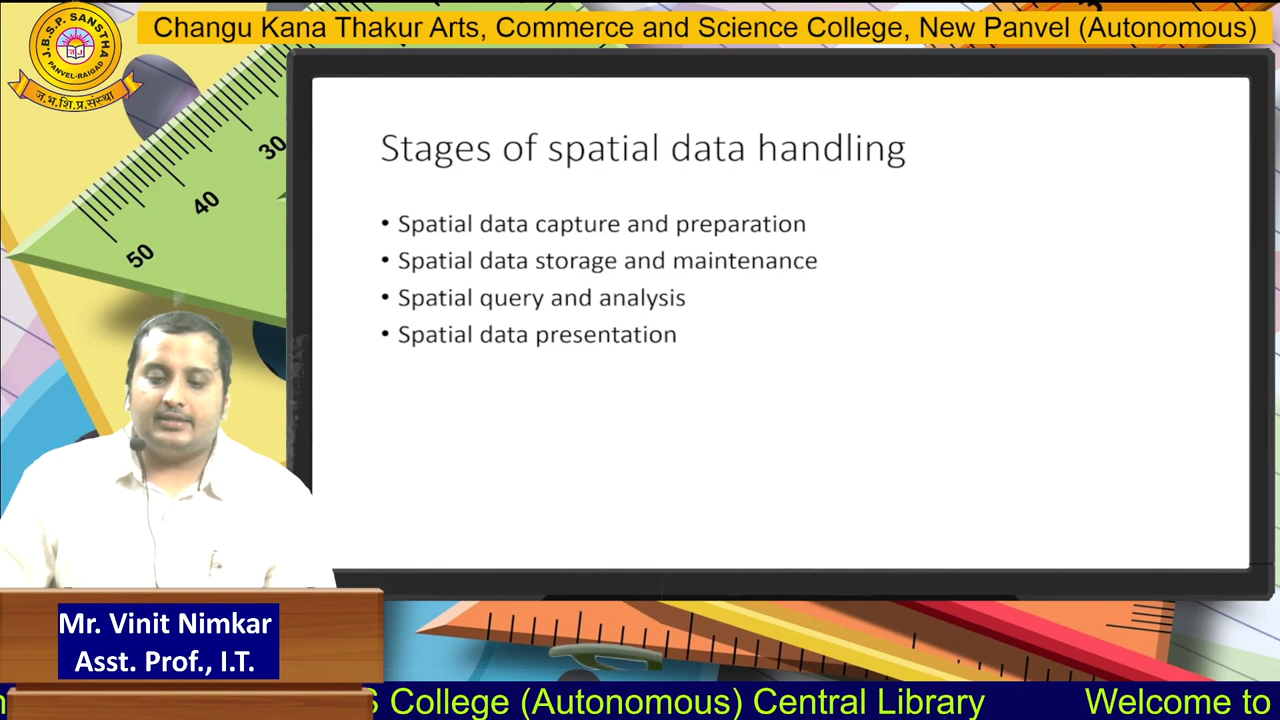 Changu Kana Thakur Arts, Commerce and Science College, New Panvel (Autonomous)
J.B.S.P. SANSTHA
PANVEL-RAIGAD
ज.भ.शि.प्र.संस्था
30
40
50
Stages of spatial data handling
• Spatial data capture and preparation
• Spatial data storage and maintenance
• Spatial query and analysis
• Spatial data presentation
Mr. Vinit Nimkar
Asst. Prof., I.T.
S College (Autonomous) Central Library Welcome to